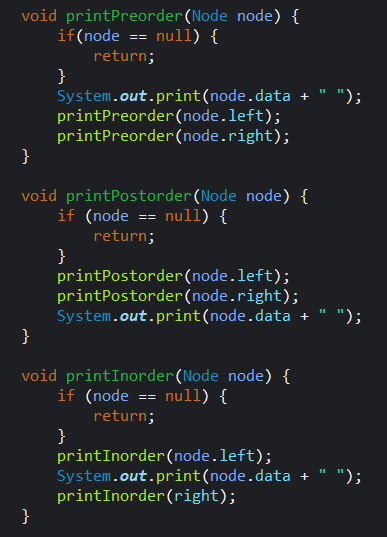 void printPreorder(Node node) {
    if(node == null) {
        return;
    }
    System.out.print(node.data + " ");
    printPreorder(node.left);
    printPreorder(node.right);
}

void printPostorder(Node node) {
    if (node == null) {
        return;
    }
    printPostorder(node.left);
    printPostorder(node.right);
    System.out.print(node.data + " ");
}

void printInorder(Node node) {
    if (node == null) {
        return;
    }
    printInorder(node.left);
    System.out.print(node.data + " ");
    printInorder(right);
}